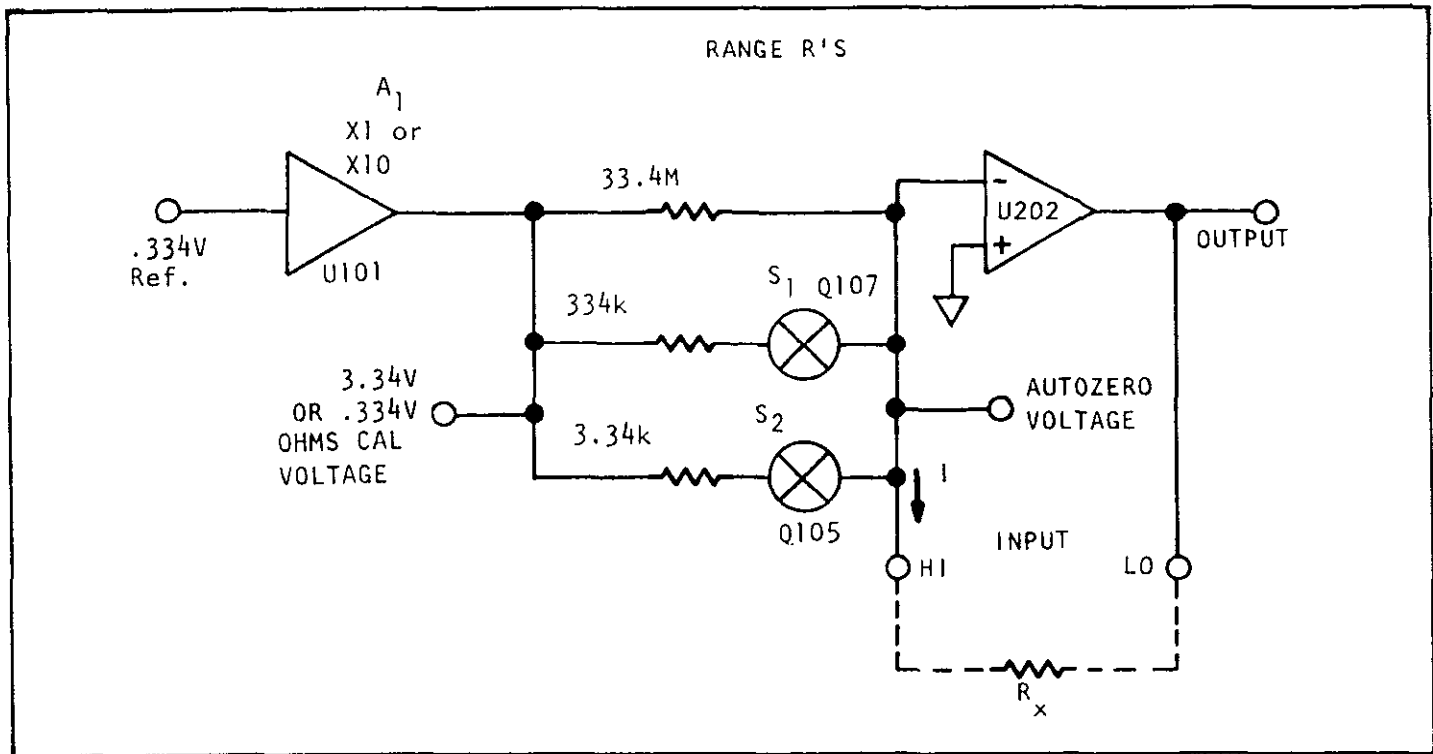 RANGE R'S
A1
X1 or
X10
.334V
Ref.
U101
33.4M
334k
S1 Q107
3.34V
OR .334V
OHMS CAL
VOLTAGE
3.34k
S2
Q105
-
U202
+
OUTPUT
AUTOZERO
VOLTAGE
I
INPUT
HI
LO
Rx